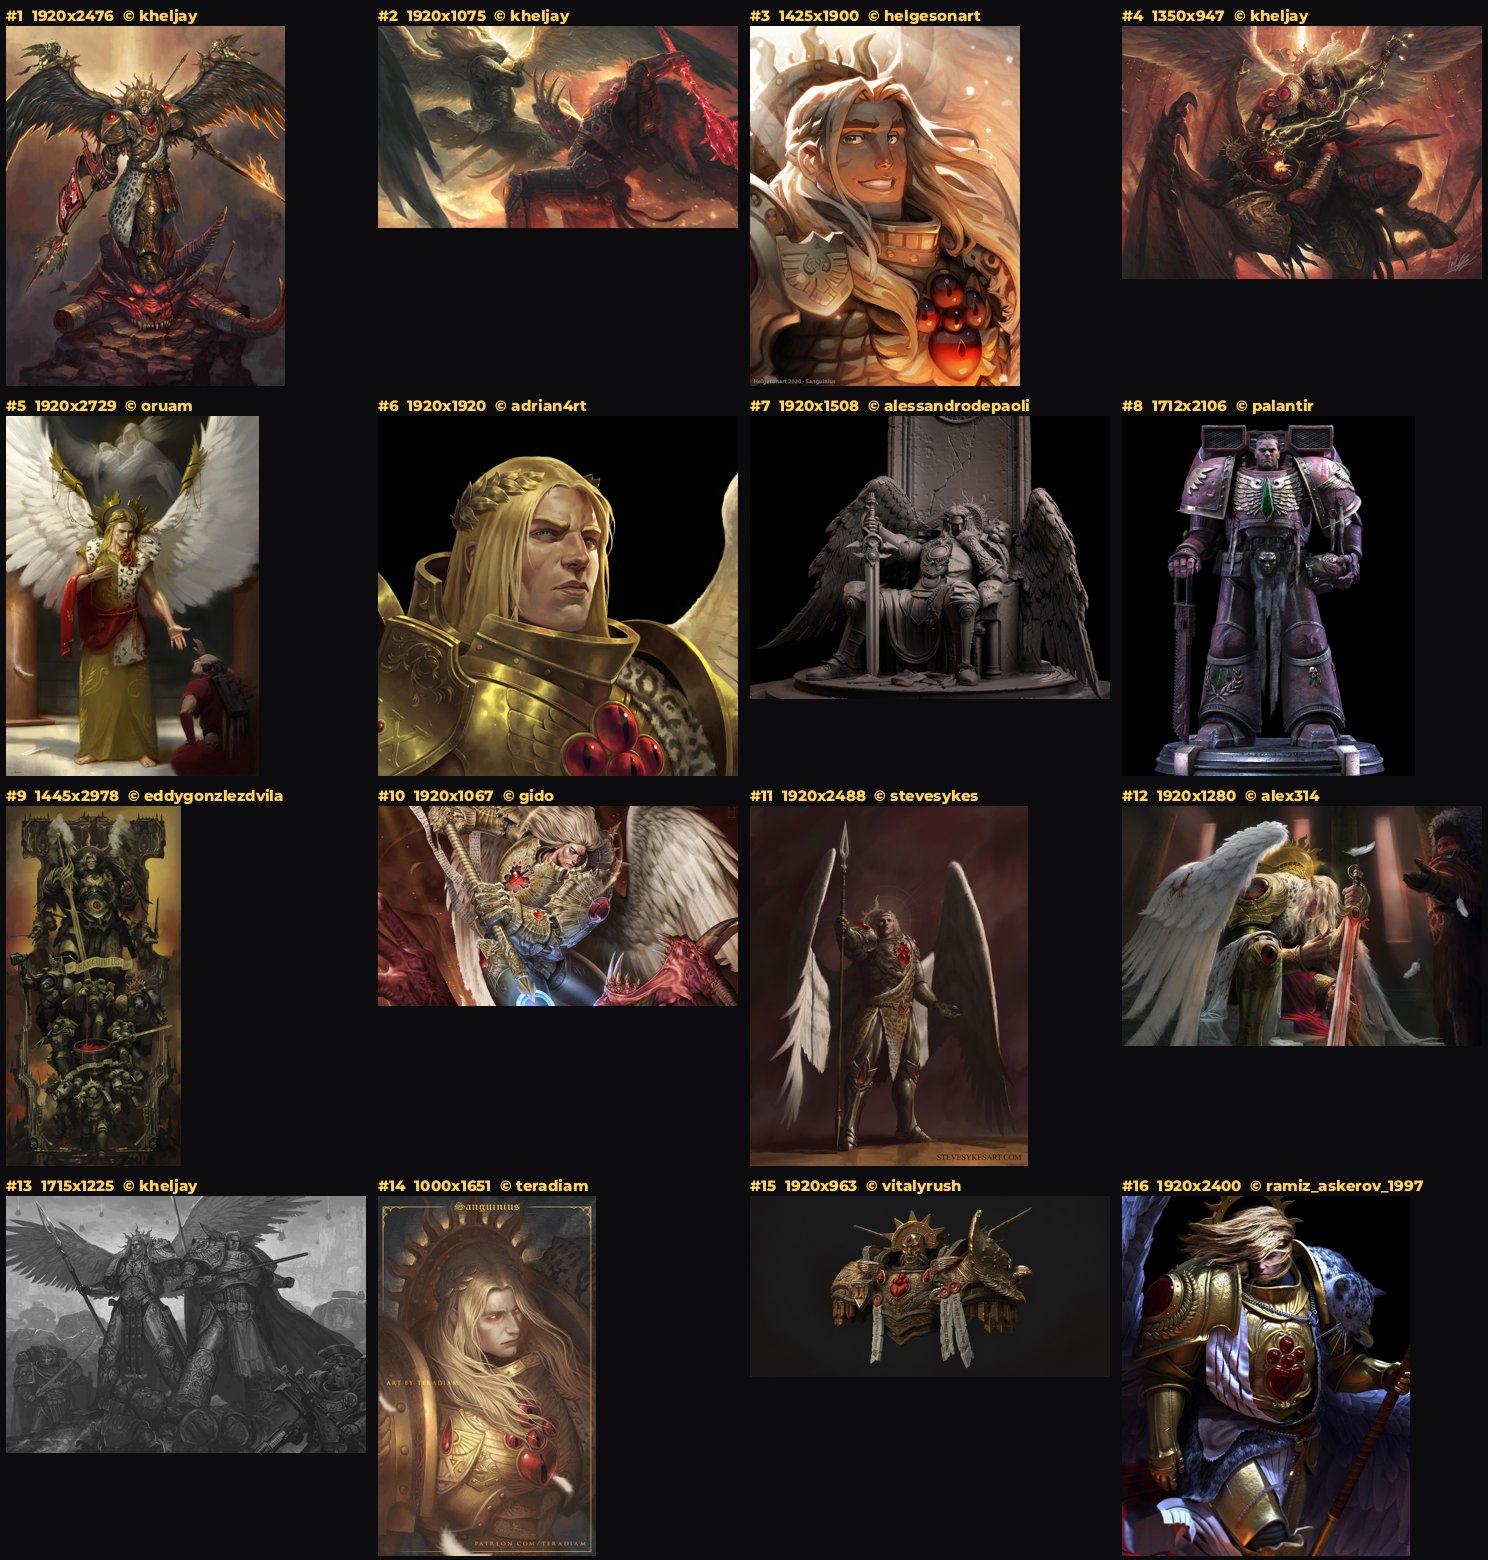 #1 1920x2476 © kheljay
#2 1920x1075 © kheljay
#3 1425x1900 © helgesonart
#4 1350x947 © kheljay
Helgesonart 2020 - Sanguinius
#5 1920x2729 © oruam
#6 1920x1920 © adrian4rt
#7 1920x1508 © alessandrodepaoli
#8 1712x2106 © palantir
#9 1445x2978 © eddygonzlezdvila
#10 1920x1067 © gido
#11 1920x2488 © stevesykes
#12 1920x1280 © alex314
STEVESYKESART.COM
#13 1715x1225 © kheljay
#14 1000x1651 © teradiam
#15 1920x963 © vitalyrush
#16 1920x2400 © ramiz_askerov_1997
Sanguinius
ART BY TERADIAM
PATREON.COM/TERADIAM